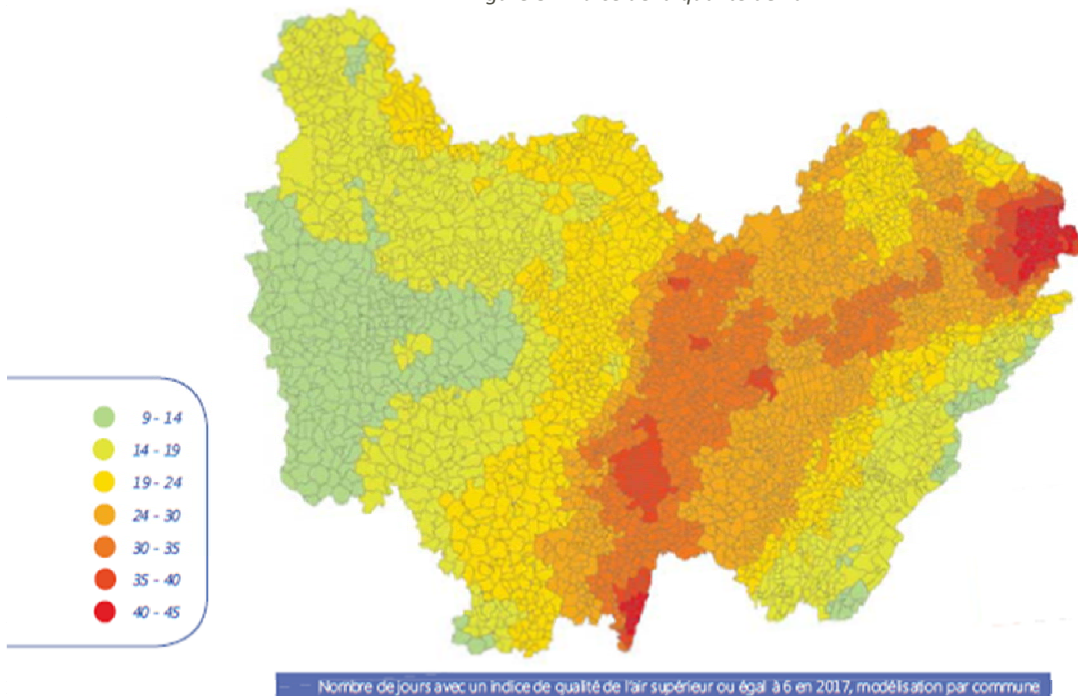 9 - 14
14 - 19
19 - 24
24 - 30
30 - 35
35 - 40
40 - 45
Nombre de jours avec un indice de qualité de l'air supérieur ou égal à 6 en 2017, modélisation par commune